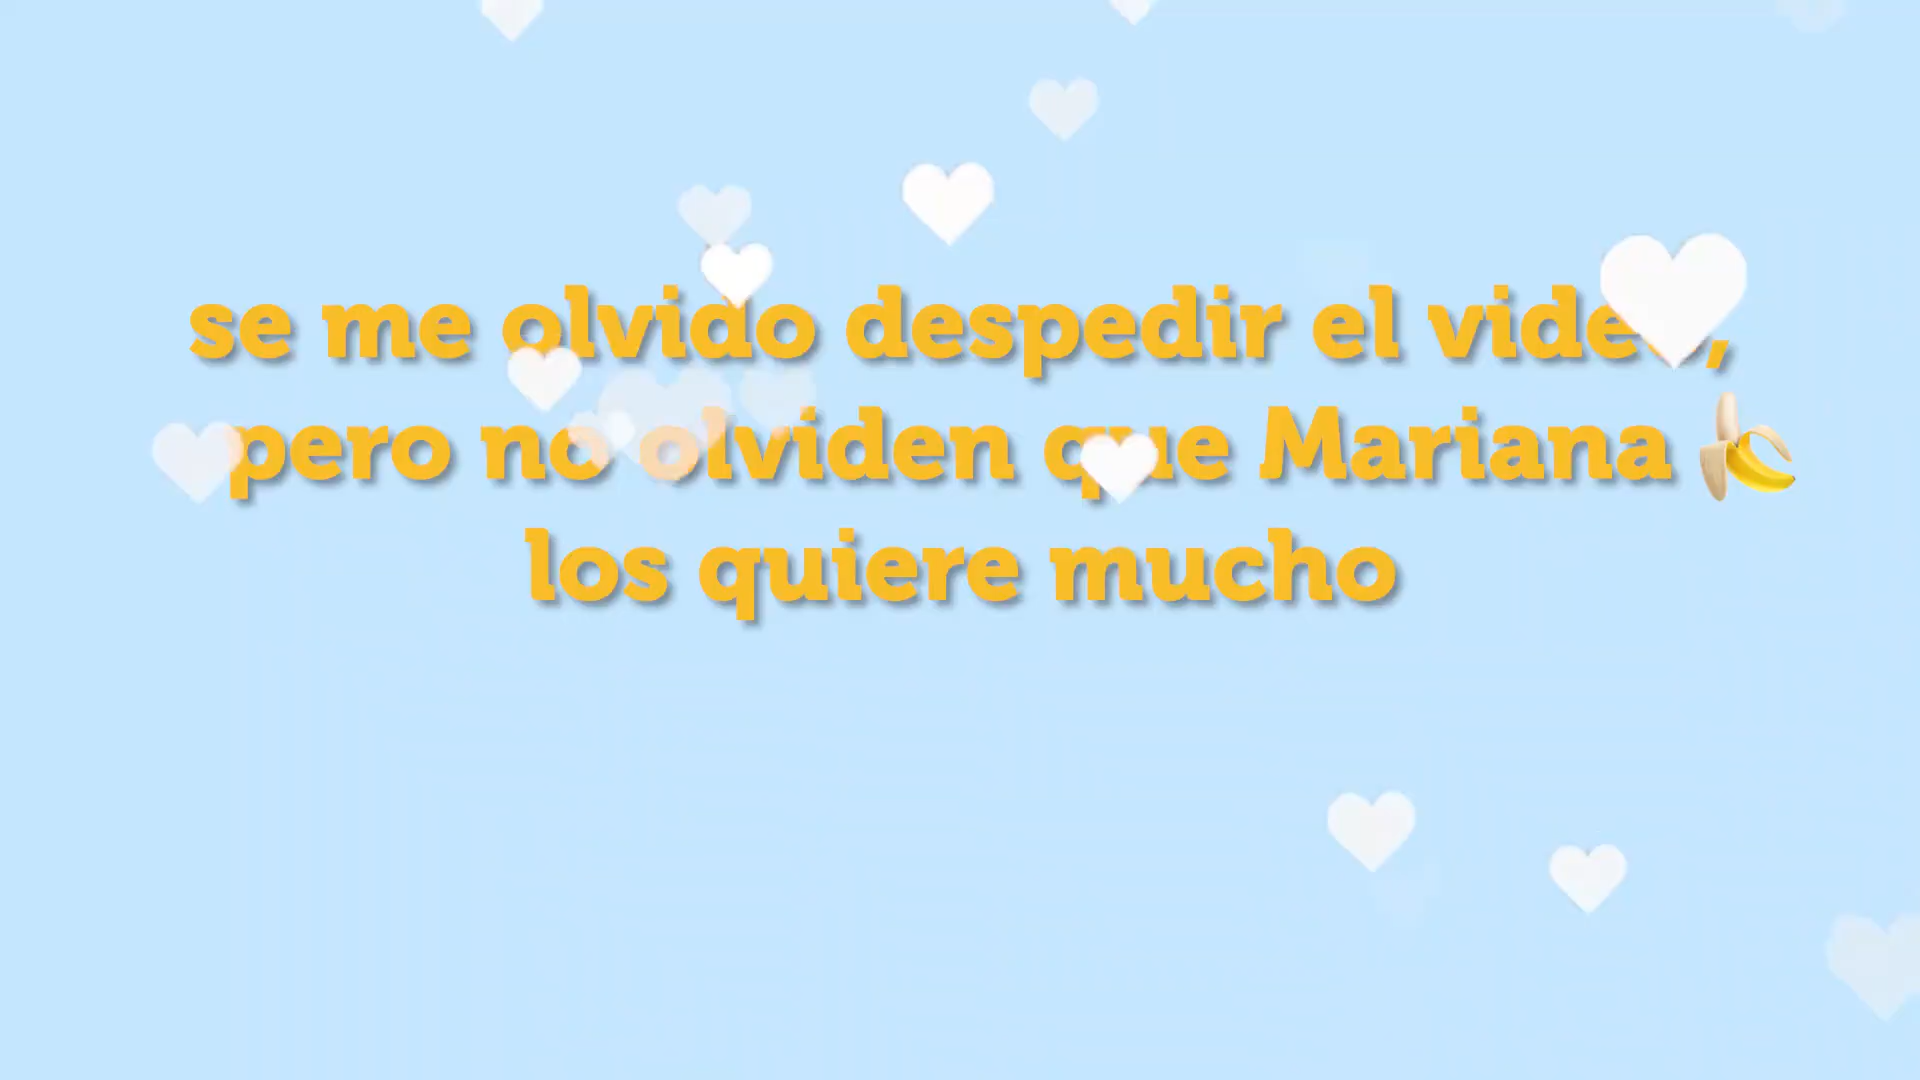 se me olvido despedir el video,
pero no olviden que Mariana 🍌
los quiere mucho